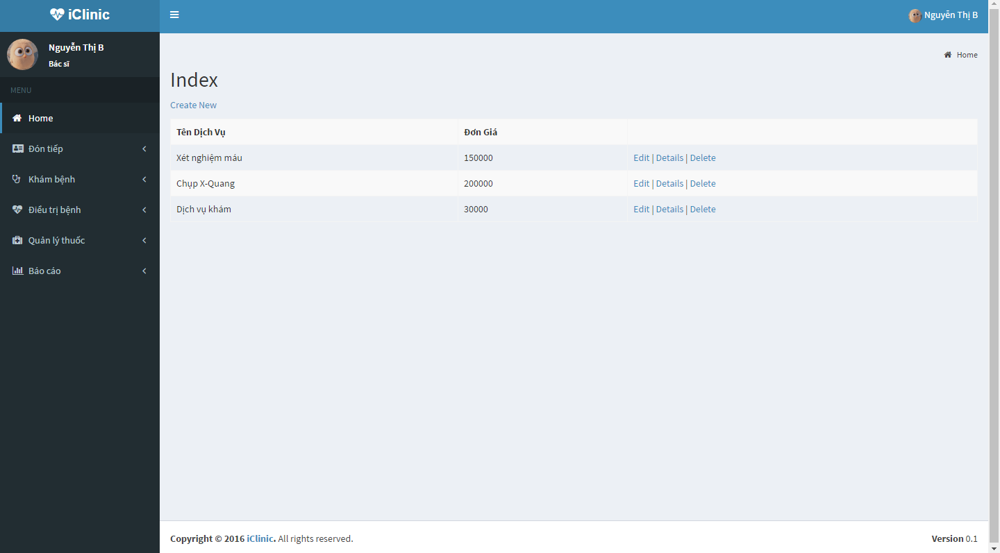 iClinic
Nguyễn Thị B
Nguyễn Thị B
Bác sĩ
MENU
Home
Đón tiếp
Khám bệnh
Điều trị bệnh
Quản lý thuốc
Báo cáo
Home
Index
Create New
Tên Dịch Vụ Đơn Giá
Xét nghiệm máu 150000 Edit | Details | Delete
Chụp X-Quang 200000 Edit | Details | Delete
Dịch vụ khám 30000 Edit | Details | Delete
Copyright © 2016 iClinic. All rights reserved. Version 0.1